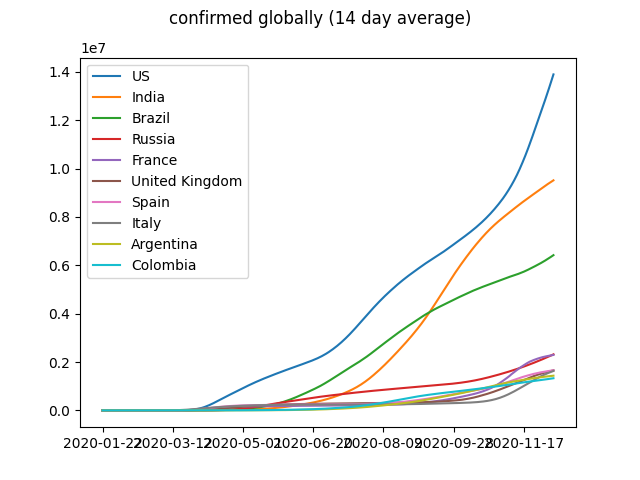 confirmed globally (14 day average)
1e7
1.4
1.2
1.0
0.8
0.6
0.4
0.2
0.0
US
India
Brazil
Russia
France
United Kingdom
Spain
Italy
Argentina
Colombia
2020-01-22 2020-03-12 2020-05-01 2020-06-20 2020-08-09 2020-09-28 2020-11-17